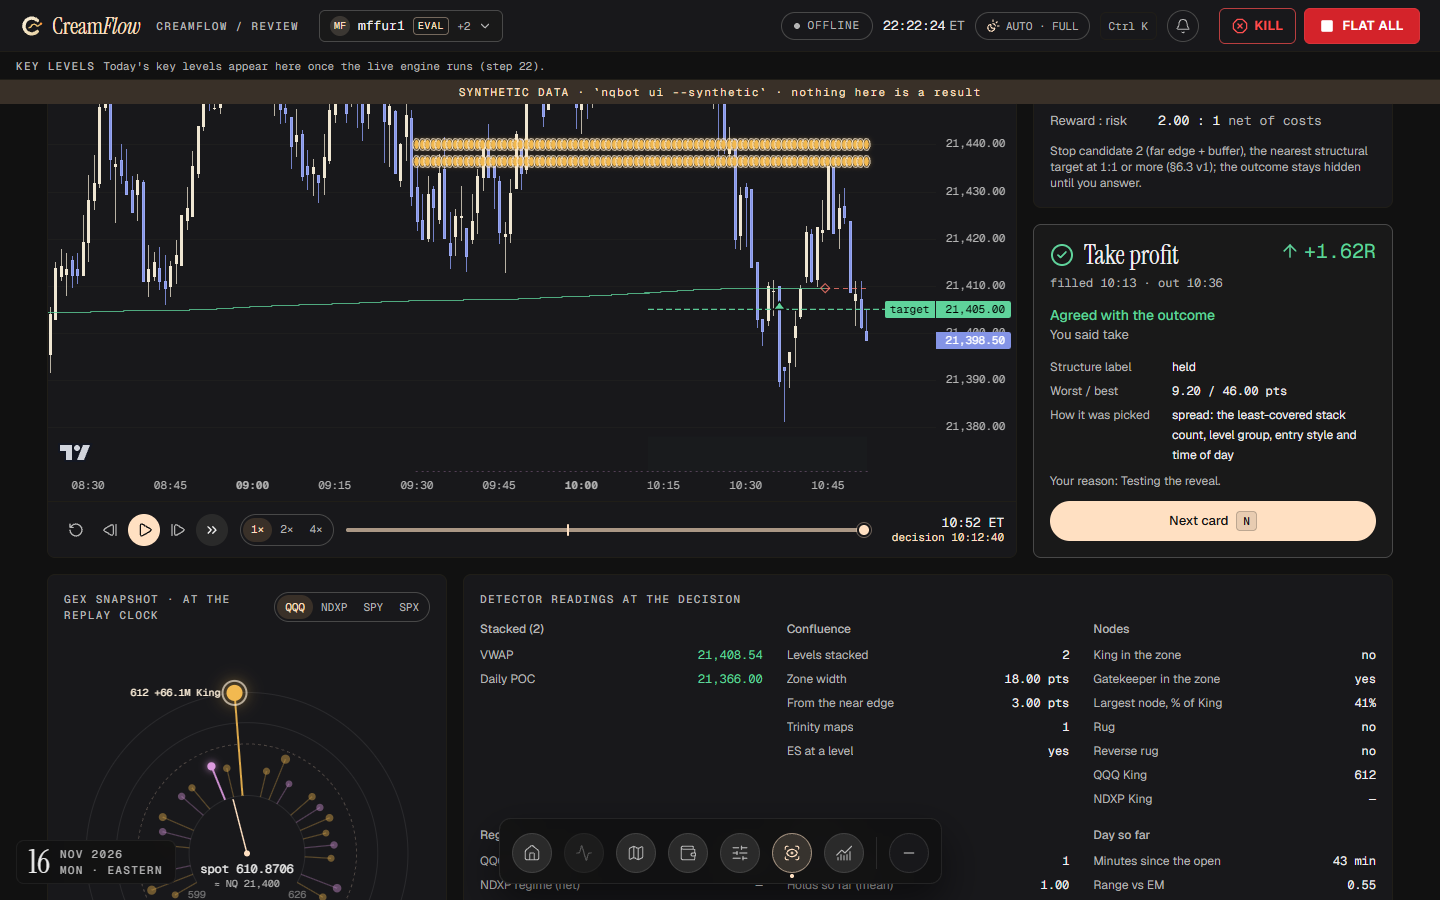 CreamFlow
CREAMFLOW / REVIEW
MF mffur1 EVAL +2
OFFLINE
22:22:24 ET
AUTO · FULL
Ctrl K
KILL
FLAT ALL
KEY LEVELS Today's key levels appear here once the live engine runs (step 22).
SYNTHETIC DATA · `nqbot ui --synthetic` · nothing here is a result
21,440.00
21,430.00
21,420.00
21,410.00
target 21,405.00
21,398.50
21,390.00
21,380.00
08:30 08:45 09:00 09:15 09:30 09:45 10:00 10:15 10:30 10:45
1× 2× 4×
10:52 ET
decision 10:12:40
Reward : risk 2.00 : 1 net of costs
Stop candidate 2 (far edge + buffer), the nearest structural
target at 1:1 or more (§6.3 v1); the outcome stays hidden
until you answer.
Take profit
+1.62R
filled 10:13 · out 10:36
Agreed with the outcome
You said take
Structure label held
Worst / best 9.20 / 46.00 pts
How it was picked spread: the least-covered stack
count, level group, entry style and
time of day
Your reason: Testing the reveal.
Next card N
GEX SNAPSHOT · AT THE
REPLAY CLOCK
QQQ NDXP SPY SPX
612 +66.1M King
spot 610.8706
≈ NQ 21,400
599 626
16 NOV 2026
MON · EASTERN
DETECTOR READINGS AT THE DECISION
Stacked (2)
VWAP 21,408.54
Daily POC 21,366.00
Confluence
Levels stacked 2
Zone width 18.00 pts
From the near edge 3.00 pts
Trinity maps 1
ES at a level yes
Nodes
King in the zone no
Gatekeeper in the zone yes
Largest node, % of King 41%
Rug no
Reverse rug no
QQQ King 612
NDXP King —
NDXP regime (net) —
1
Holds so far (mean) 1.00
Day so far
Minutes since the open 43 min
Range vs EM 0.55